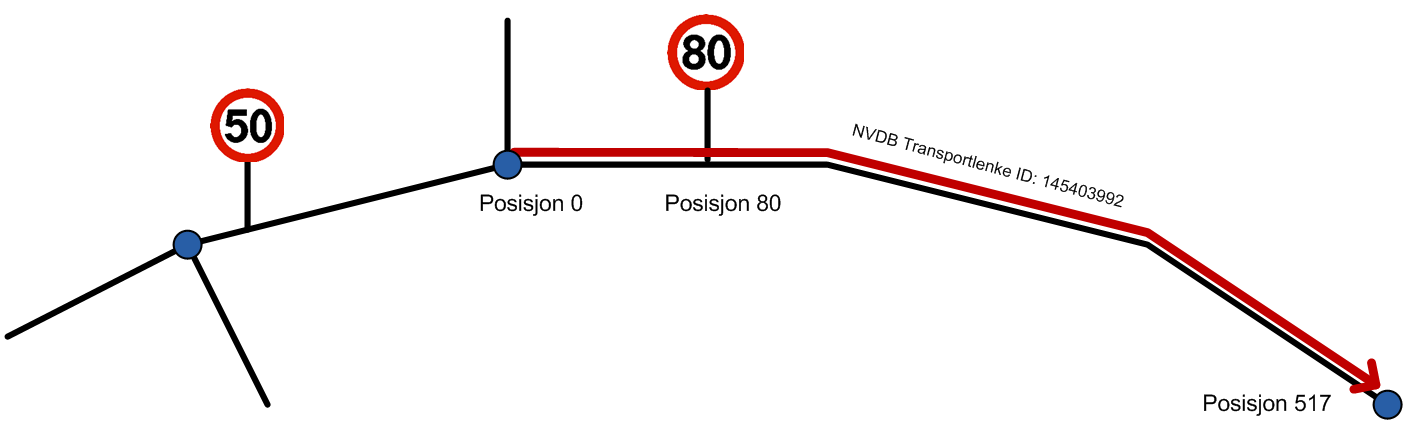 80
50
NVDB Transportlenke ID: 145403992
Posisjon 0
Posisjon 80
Posisjon 517